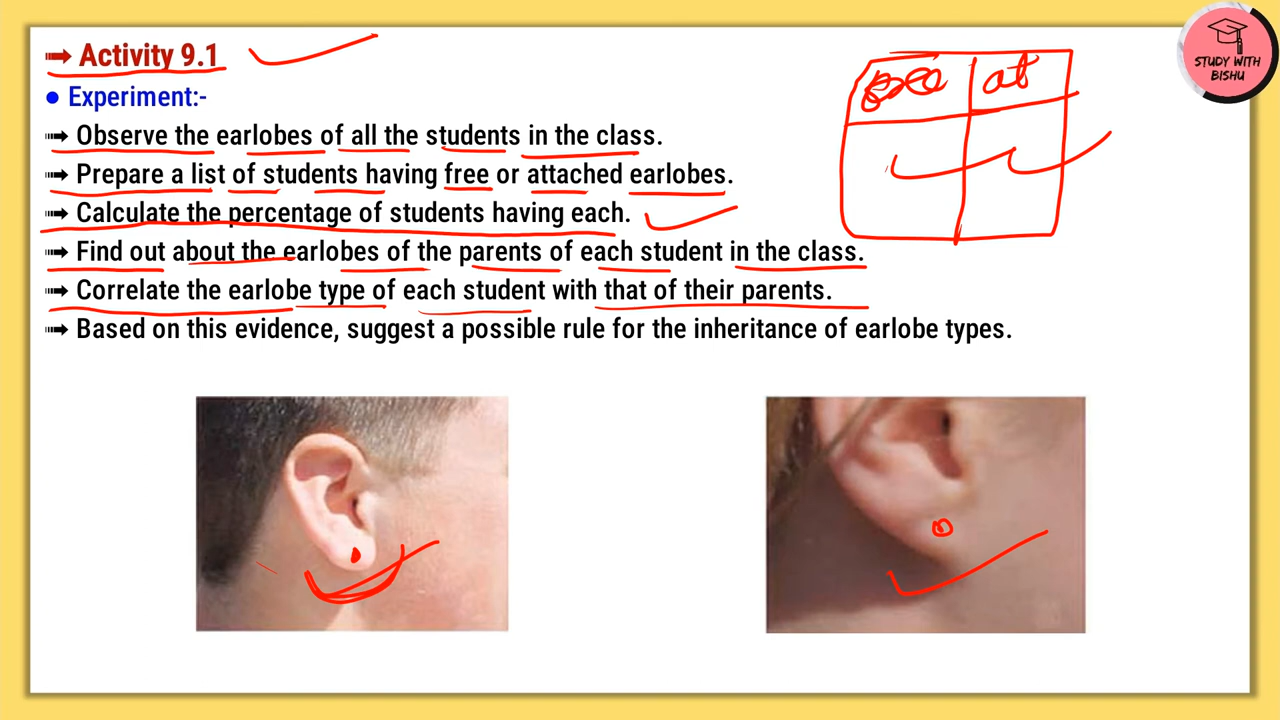 ➟ Activity 9.1
● Experiment:-
➟ Observe the earlobes of all the students in the class.
➟ Prepare a list of students having free or attached earlobes.
➟ Calculate the percentage of students having each.
➟ Find out about the earlobes of the parents of each student in the class.
➟ Correlate the earlobe type of each student with that of their parents.
➟ Based on this evidence, suggest a possible rule for the inheritance of earlobe types.
at
STUDY WITH
BISHU